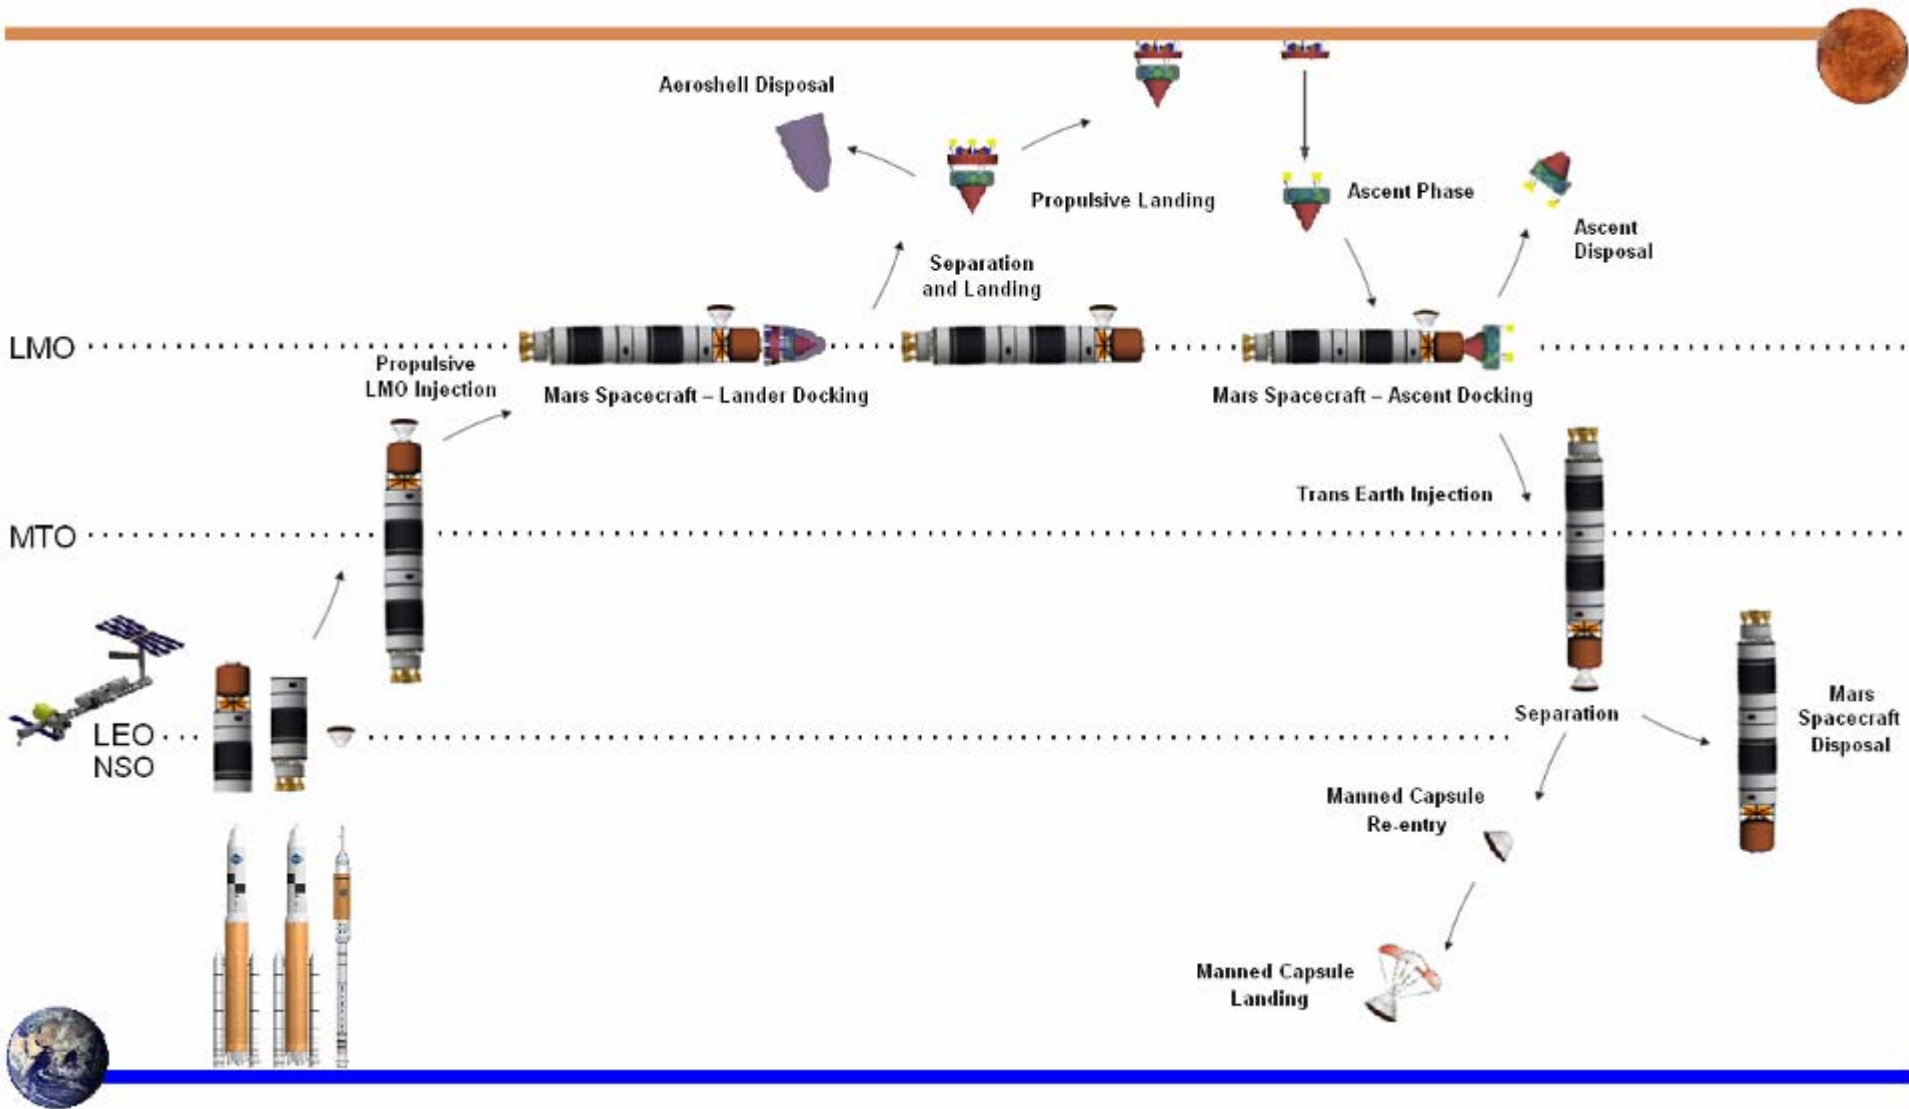 Aeroshell Disposal
Propulsive Landing
Ascent Phase
Ascent
Disposal
Separation
and Landing
LMO
Propulsive
LMO Injection
Mars Spacecraft – Lander Docking
Mars Spacecraft – Ascent Docking
Trans Earth Injection
MTO
LEO
NSO
Separation
Mars
Spacecraft
Disposal
Manned Capsule
Re-entry
Manned Capsule
Landing